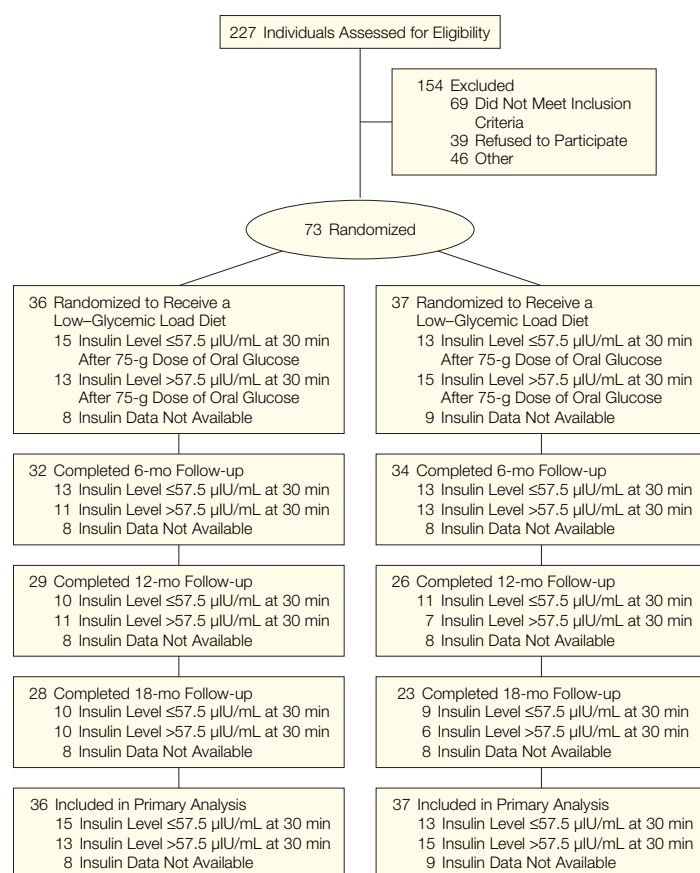 227 Individuals Assessed for Eligibility
154 Excluded
69 Did Not Meet Inclusion
Criteria
39 Refused to Participate
46 Other
73 Randomized
36 Randomized to Receive a
Low–Glycemic Load Diet
15 Insulin Level ≤57.5 µIU/mL at 30 min
After 75-g Dose of Oral Glucose
13 Insulin Level >57.5 µIU/mL at 30 min
After 75-g Dose of Oral Glucose
8 Insulin Data Not Available
37 Randomized to Receive a
Low–Glycemic Load Diet
13 Insulin Level ≤57.5 µIU/mL at 30 min
After 75-g Dose of Oral Glucose
15 Insulin Level >57.5 µIU/mL at 30 min
After 75-g Dose of Oral Glucose
9 Insulin Data Not Available
32 Completed 6-mo Follow-up
13 Insulin Level ≤57.5 µIU/mL at 30 min
11 Insulin Level >57.5 µIU/mL at 30 min
8 Insulin Data Not Available
34 Completed 6-mo Follow-up
13 Insulin Level ≤57.5 µIU/mL at 30 min
13 Insulin Level >57.5 µIU/mL at 30 min
8 Insulin Data Not Available
29 Completed 12-mo Follow-up
10 Insulin Level ≤57.5 µIU/mL at 30 min
11 Insulin Level >57.5 µIU/mL at 30 min
8 Insulin Data Not Available
26 Completed 12-mo Follow-up
11 Insulin Level ≤57.5 µIU/mL at 30 min
7 Insulin Level >57.5 µIU/mL at 30 min
8 Insulin Data Not Available
28 Completed 18-mo Follow-up
10 Insulin Level ≤57.5 µIU/mL at 30 min
10 Insulin Level >57.5 µIU/mL at 30 min
8 Insulin Data Not Available
23 Completed 18-mo Follow-up
9 Insulin Level ≤57.5 µIU/mL at 30 min
6 Insulin Level >57.5 µIU/mL at 30 min
8 Insulin Data Not Available
36 Included in Primary Analysis
15 Insulin Level ≤57.5 µIU/mL at 30 min
13 Insulin Level >57.5 µIU/mL at 30 min
8 Insulin Data Not Available
37 Included in Primary Analysis
13 Insulin Level ≤57.5 µIU/mL at 30 min
15 Insulin Level >57.5 µIU/mL at 30 min
9 Insulin Data Not Available